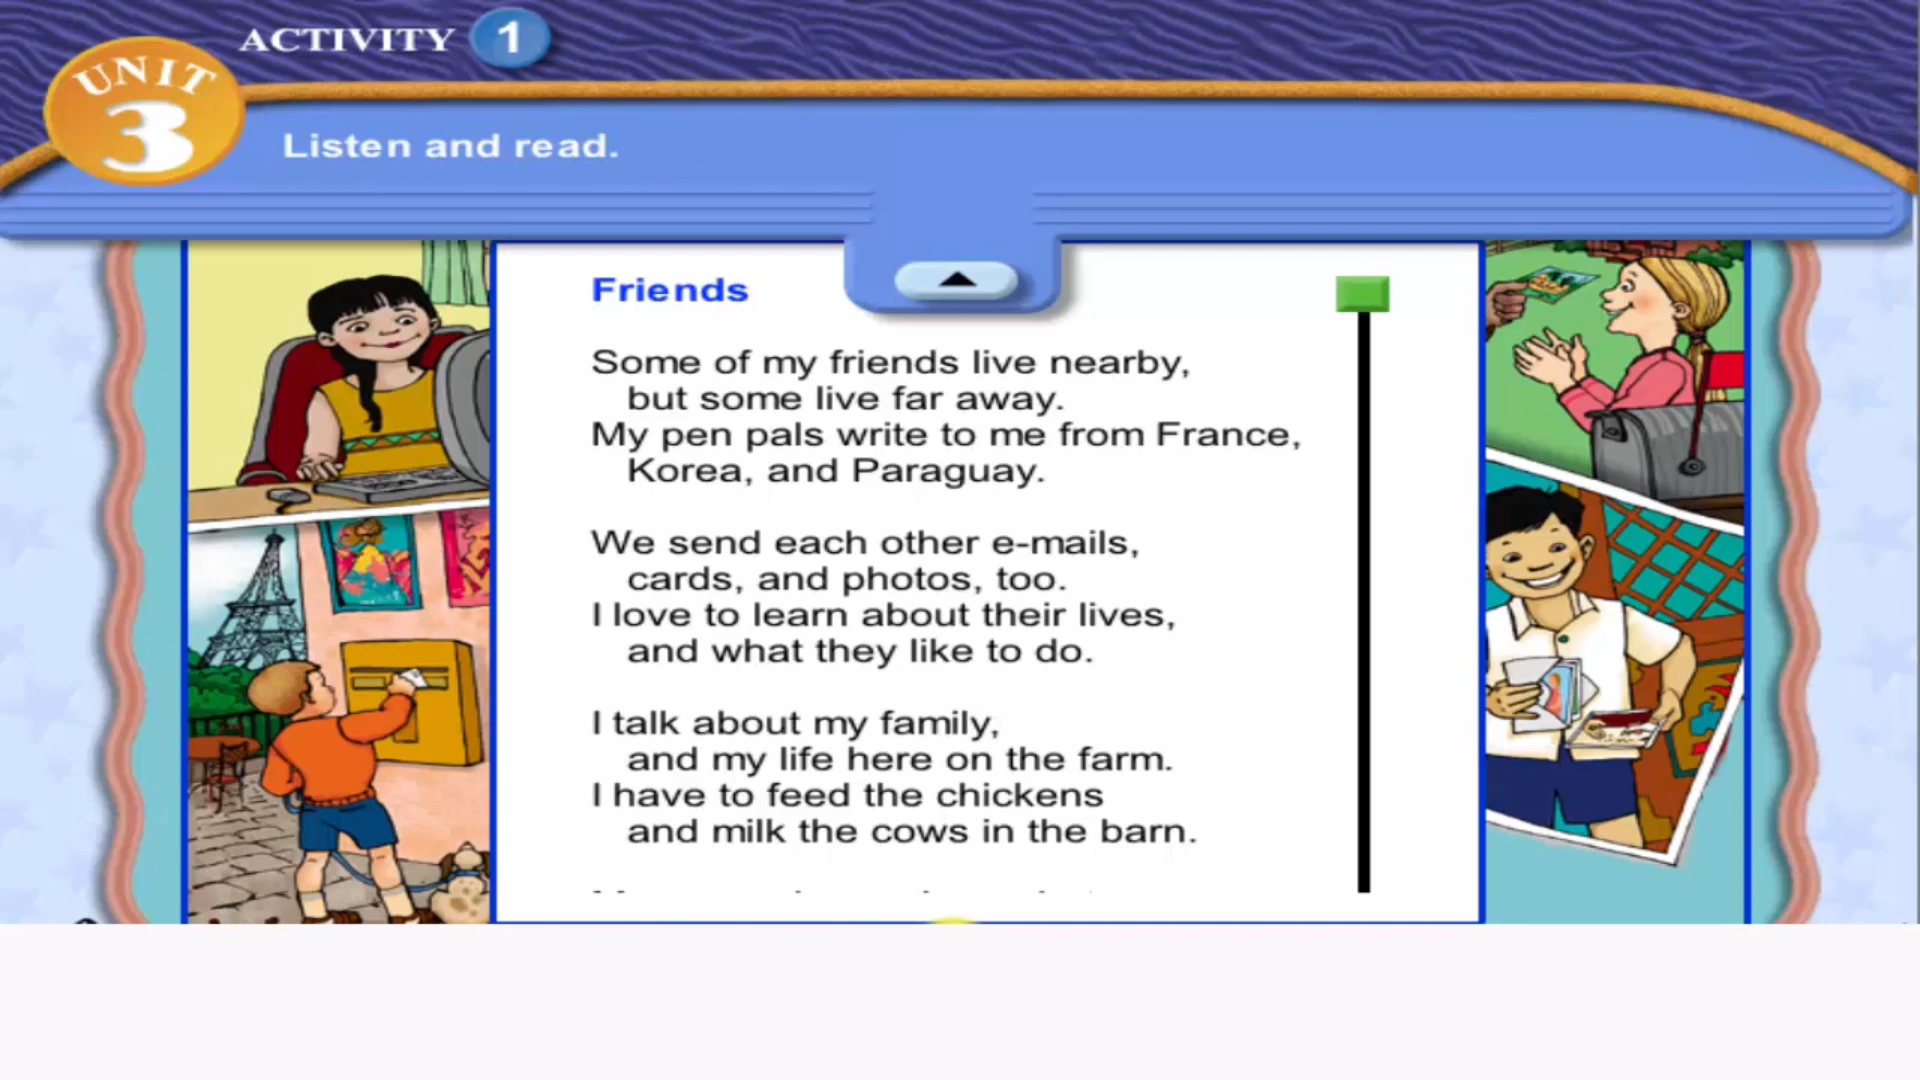 ACTIVITY 1
UNIT
3
Listen and read.
Friends
Some of my friends live nearby,
but some live far away.
My pen pals write to me from France,
Korea, and Paraguay.
We send each other e-mails,
cards, and photos, too.
I love to learn about their lives,
and what they like to do.
I talk about my family,
and my life here on the farm.
I have to feed the chickens
and milk the cows in the barn.